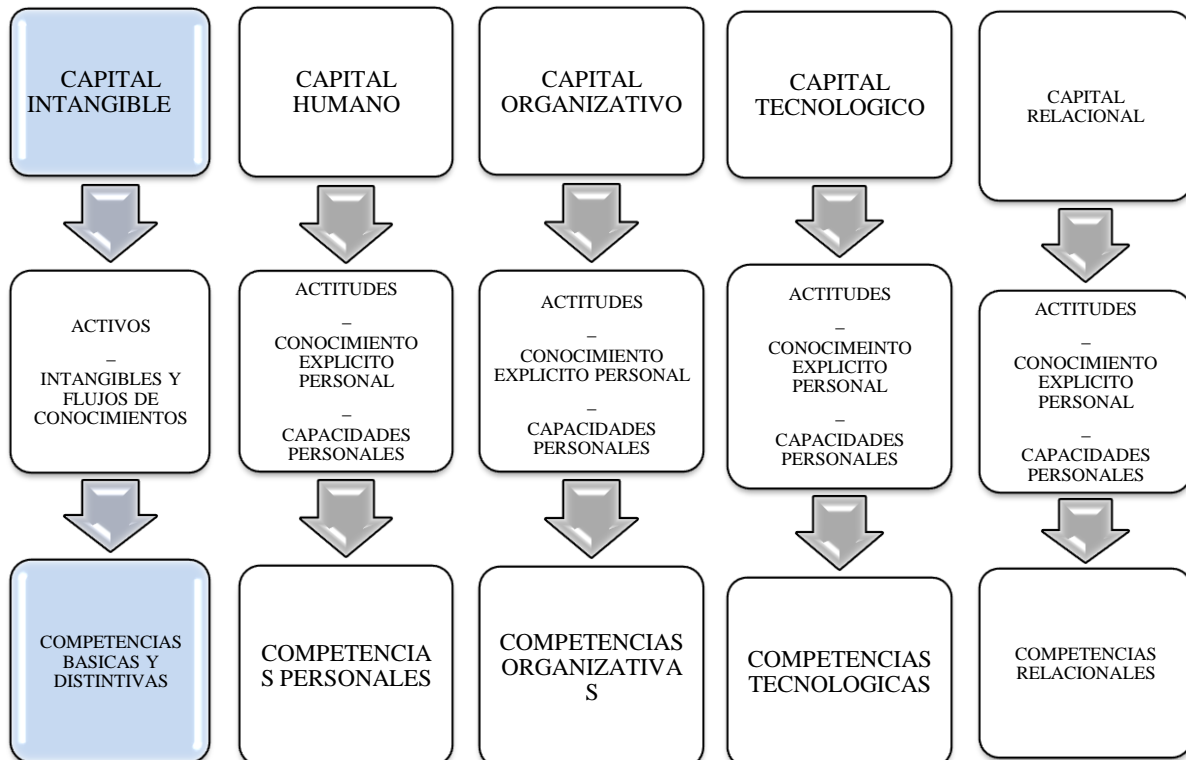 CAPITAL
INTANGIBLE
CAPITAL
HUMANO
CAPITAL
ORGANIZATIVO
CAPITAL
TECNOLOGICO
CAPITAL
RELACIONAL
ACTIVOS
–
INTANGIBLES Y
FLUJOS DE
CONOCIMIENTOS
ACTITUDES
–
CONOCIMIENTO
EXPLICITO
PERSONAL
–
CAPACIDADES
PERSONALES
ACTITUDES
–
CONOCIMIENTO
EXPLICITO PERSONAL
–
CAPACIDADES
PERSONALES
ACTITUDES
–
CONOCIMEINTO
EXPLICITO
PERSONAL
–
CAPACIDADES
PERSONALES
ACTITUDES
–
CONOCIMIENTO
EXPLICITO
PERSONAL
–
CAPACIDADES
PERSONALES
COMPETENCIAS
BASICAS Y
DISTINTIVAS
COMPETENCIA
S PERSONALES
COMPETENCIAS
ORGANIZATIVA
S
COMPETENCIAS
TECNOLOGICAS
COMPETENCIAS
RELACIONALES